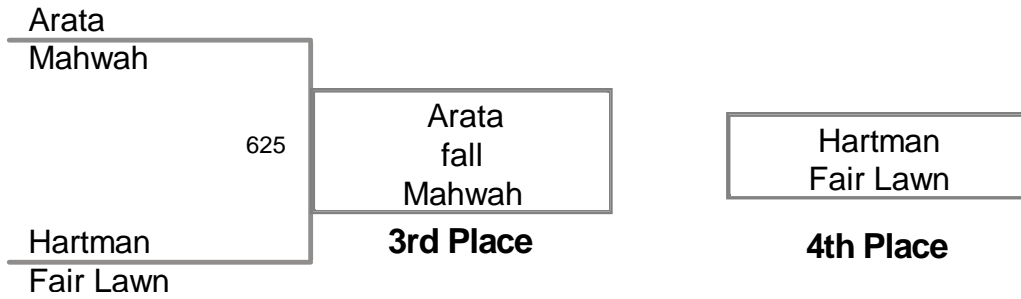 Arata
Mahwah
625
Arata
fall
Mahwah
3rd Place
Hartman
Fair Lawn
Hartman
Fair Lawn
4th Place